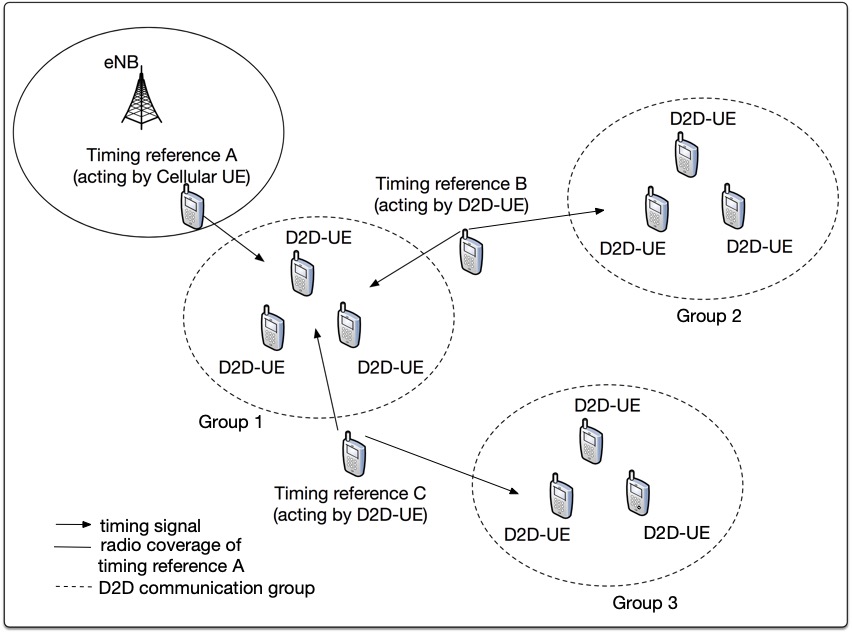 eNB
Timing reference A
(acting by Cellular UE)
D2D-UE
Timing reference B
(acting by D2D-UE)
D2D-UE
D2D-UE
D2D-UE
Group 2
D2D-UE
D2D-UE
D2D-UE
Group 1
Timing reference C
(acting by D2D-UE)
D2D-UE
D2D-UE
D2D-UE
Group 3
timing signal
radio coverage of
timing reference A
D2D communication group